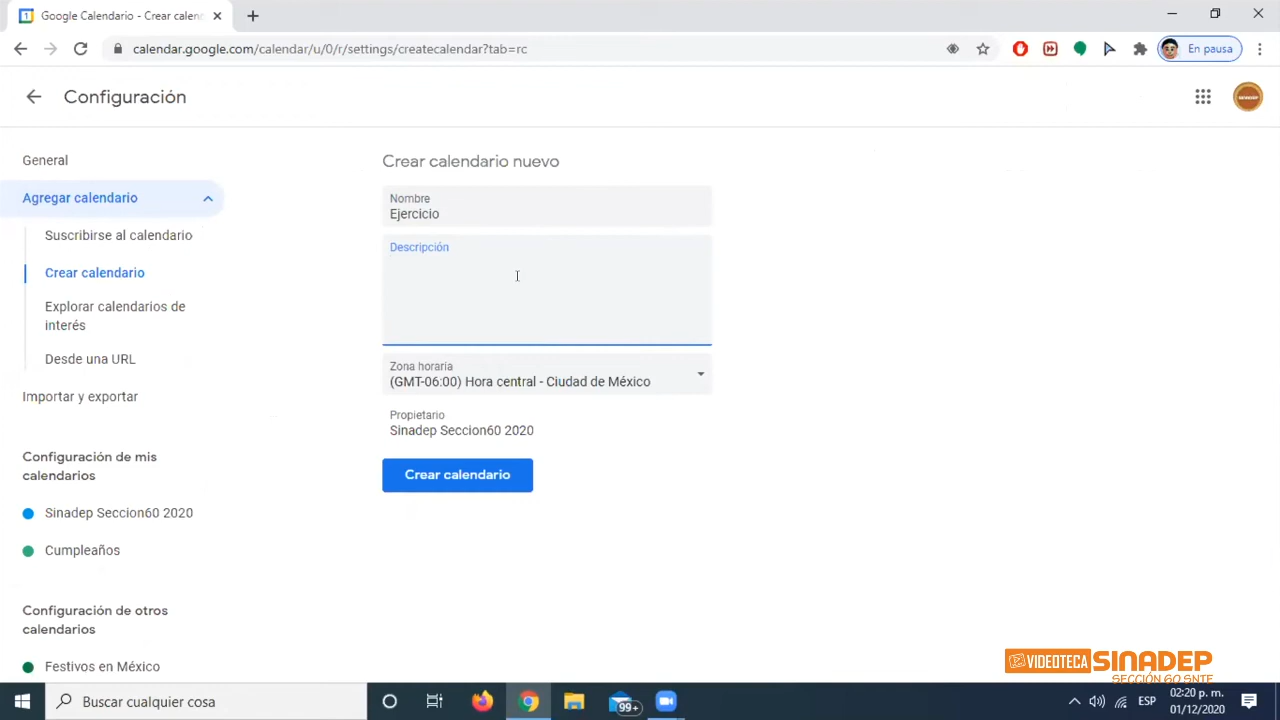 Google Calendario - Crear calen
calendar.google.com/calendar/u/0/r/settings/createcalendar?tab=rc
En pausa
Configuración
SINADEP
General
Agregar calendario
Suscribirse al calendario
Crear calendario
Explorar calendarios de
interés
Desde una URL
Importar y exportar
Configuración de mis
calendarios
Sinadep Seccion60 2020
Cumpleaños
Configuración de otros
calendarios
Festivos en México
Crear calendario nuevo
Nombre
Ejercicio
Descripción
Zona horaria
(GMT-06:00) Hora central - Ciudad de México
Propietario
Sinadep Seccion60 2020
Crear calendario
VIDEOTECA SINADEP
SECCIÓN 60 SNTE
Buscar cualquier cosa
99+
ESP
02:20 p. m.
01/12/2020